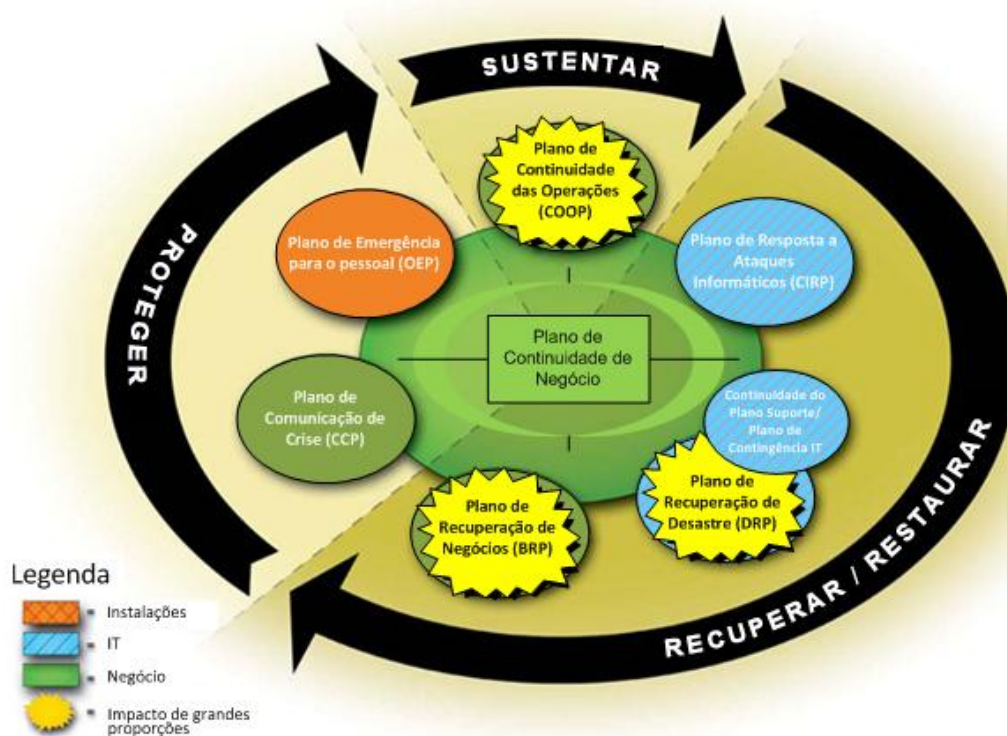 SUSTENTAR
PROTEGER
RECUPERAR / RESTAURAR
Plano de
Continuidade
das Operações
(COOP)
Plano de Emergência
para o pessoal (OEP)
Plano de Resposta a
Ataques
Informáticos (CIRP)
Plano de
Continuidade de
Negócio
Plano de
Comunicação de
Crise (CCP)
Continuidade do
Plano Suporte/
Plano de
Contingência IT
Plano de
Recuperação de
Negócios (BRP)
Plano de
Recuperação de
Desastre (DRP)
Legenda
= Instalações
= IT
= Negócio
= Impacto de grandes
proporções